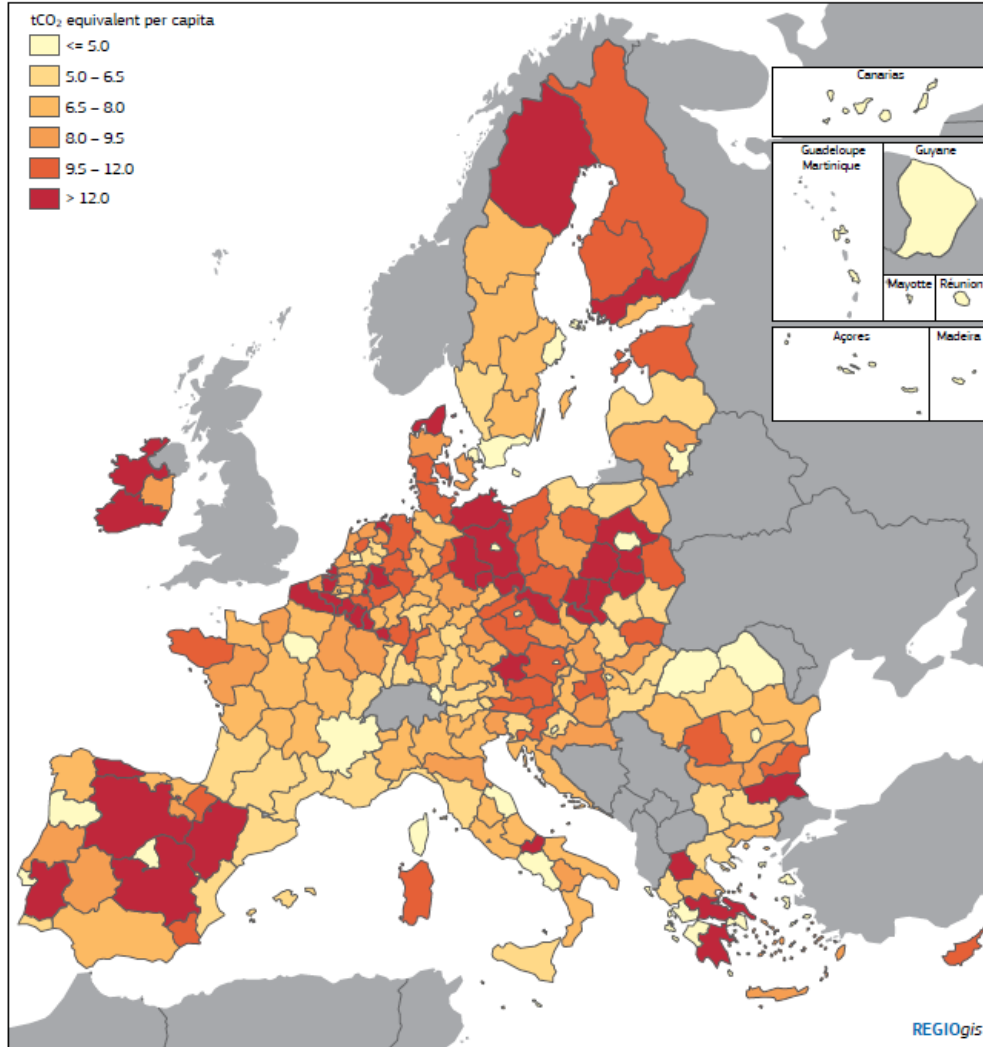 tCO₂ equivalent per capita
<= 5.0
5.0 – 6.5
6.5 – 8.0
8.0 – 9.5
9.5 – 12.0
> 12.0
Canarias
Guadeloupe
Martinique
Guyane
Mayotte
Réunion
Açores
Madeira
REGIOgis